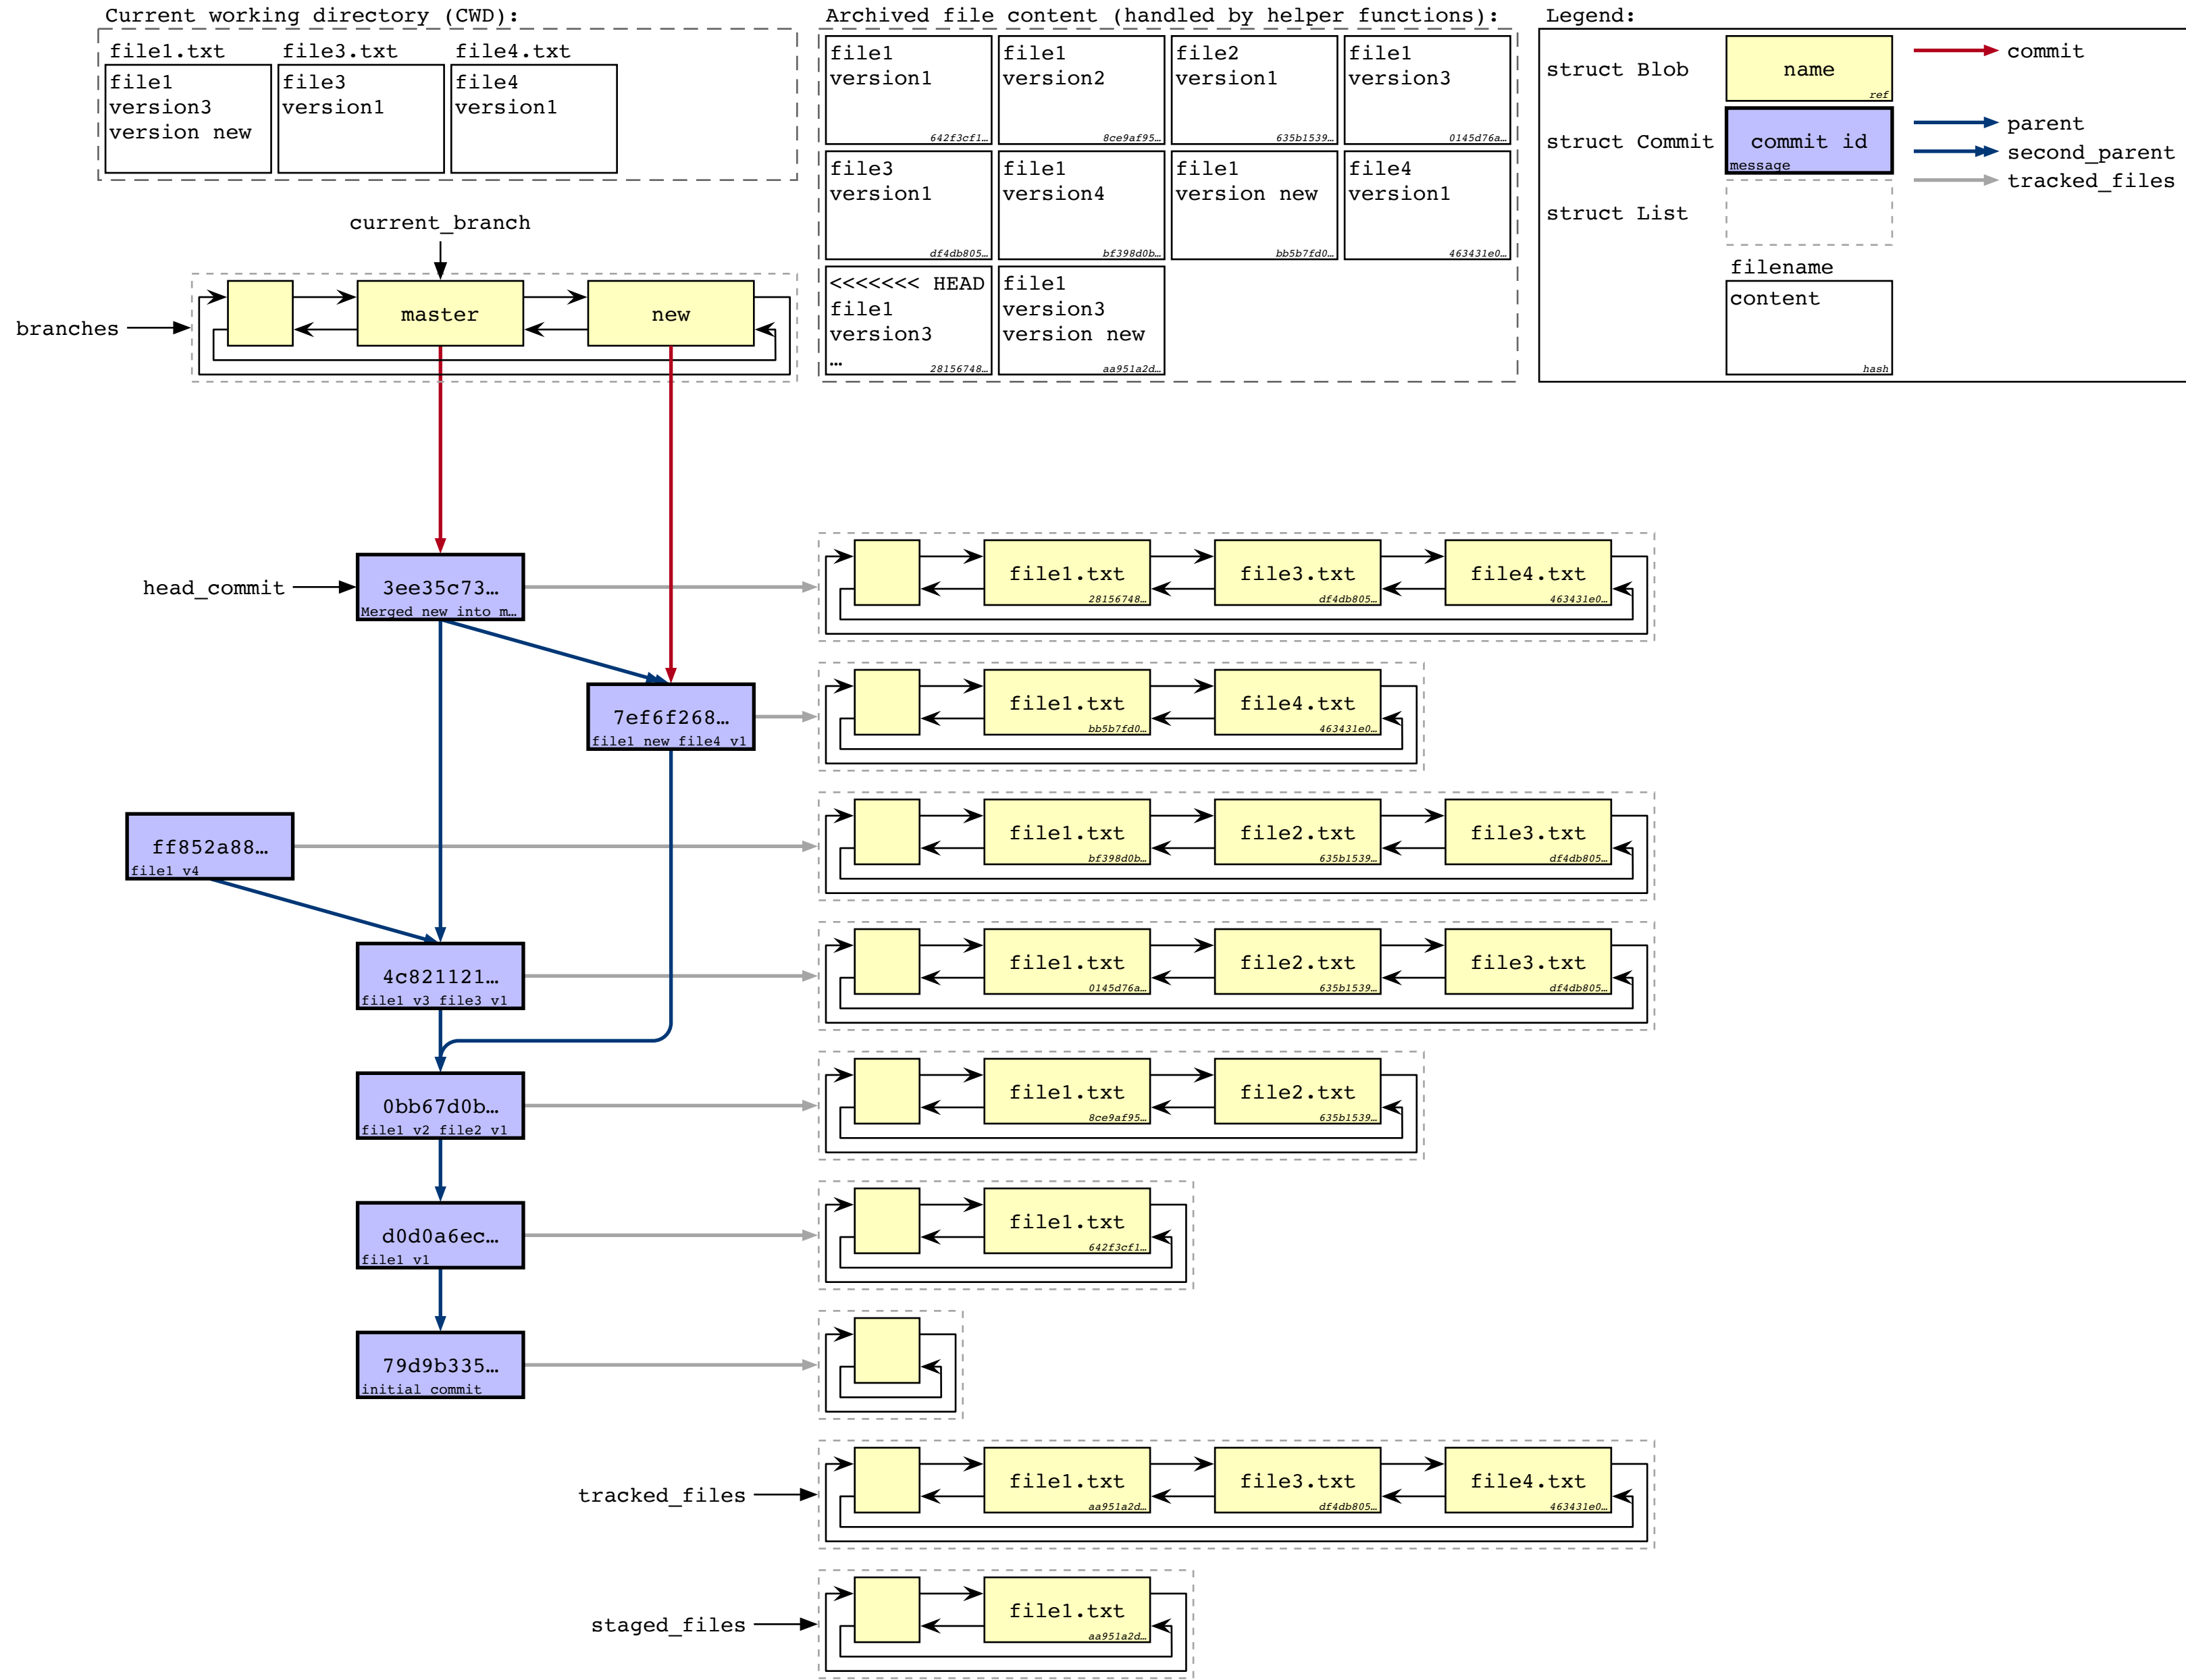 Current working directory (CWD):
file1.txt
file3.txt
file4.txt
file1
version3
version new
file3
version1
file4
version1
Archived file content (handled by helper functions):
file1
version1
642f3cf1…
file1
version2
8ce9af95…
file2
version1
635b1539…
file1
version3
0145d76a…
file3
version1
df4db805…
file1
version4
bf398d0b…
file1
version new
bb5b7fd0…
file4
version1
463431e0…
<<<<<<< HEAD
file1
version3
…
28156748…
file1
version3
version new
aa951a2d…
Legend:
struct Blob
name
ref
commit
struct Commit
commit id
message
parent
second_parent
tracked_files
struct List
filename
content
hash
current_branch
branches
master
new
head_commit
3ee35c73…
Merged new into m…
file1.txt
28156748…
file3.txt
df4db805…
file4.txt
463431e0…
7ef6f268…
file1 new file4 v1
file1.txt
bb5b7fd0…
file4.txt
463431e0…
ff852a88…
file1 v4
file1.txt
bf398d0b…
file2.txt
635b1539…
file3.txt
df4db805…
4c821121…
file1 v3 file3 v1
file1.txt
0145d76a…
file2.txt
635b1539…
file3.txt
df4db805…
0bb67d0b…
file1 v2 file2 v1
file1.txt
8ce9af95…
file2.txt
635b1539…
d0d0a6ec…
file1 v1
file1.txt
642f3cf1…
79d9b335…
initial commit
tracked_files
file1.txt
aa951a2d…
file3.txt
df4db805…
file4.txt
463431e0…
staged_files
file1.txt
aa951a2d…